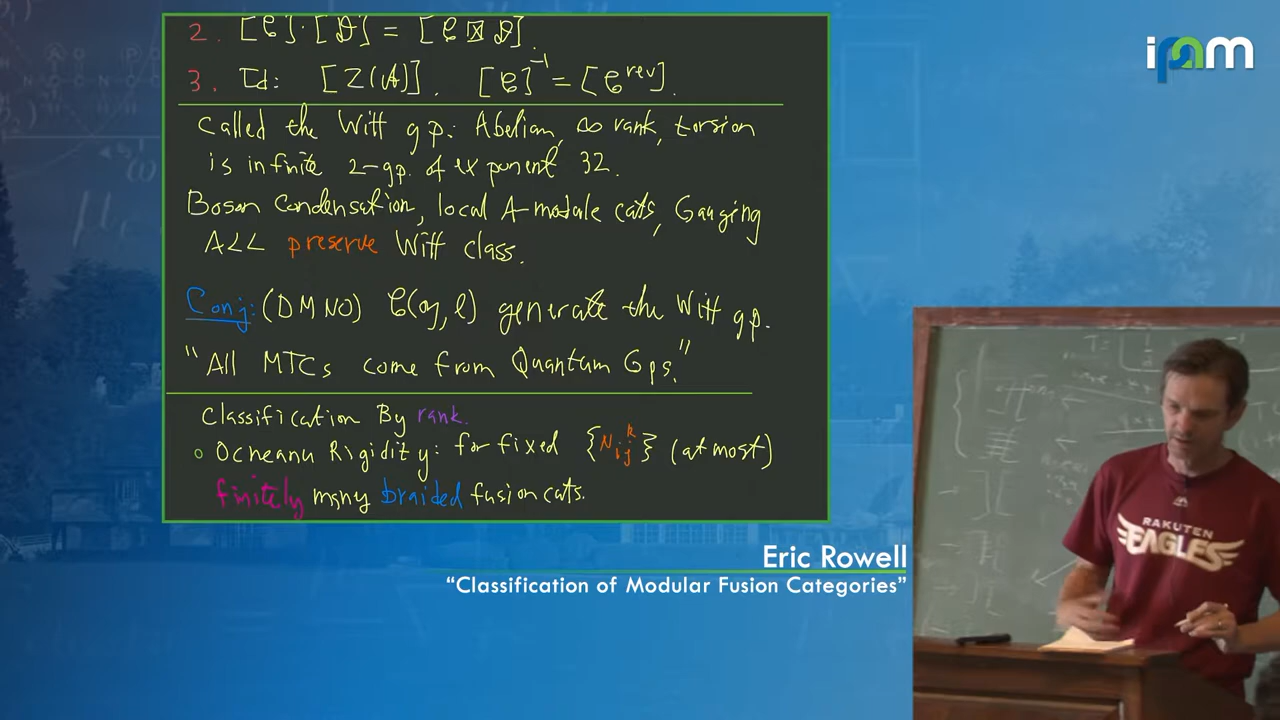 2. [C]·[D] = [C⊠D].
3. Id: [Z(A)]. [C]⁻¹ = [C^rev].
Called the Witt gp.: Abelian, ∞ rank, torsion
is infinite 2-gp. of exponent 32.
Boson Condensation, local A-module cats, Gauging
ALL preserve Witt class.
Conj: (DMNO) C(g, l) generate the Witt gp.
"All MTCs come from Quantum Gps."
Classification By rank.
○ Ocneanu Rigidity: for fixed {N_ij^k} (at most)
finitely many braided fusion cats.
ipam
Eric Rowell
"Classification of Modular Fusion Categories"
RAKUTEN
EAGLES